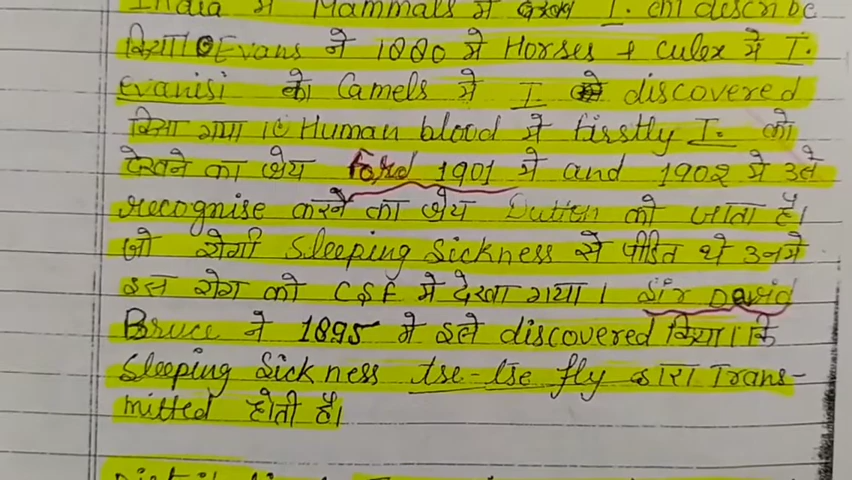 India में Mammals में देखा T. को describe
किया। Evans ने 1880 में Horses + culex में T.
evanisi को Camels में T को discovered
किया गया। Human blood में firstly T. को
देखने का श्रेय Ford 1901 में and 1902 में उसे
recognise करने का श्रेय Dutton को जाता है।
जो रोगी Sleeping Sickness से पीडित थे उनमे
इस रोग को CSF में देखा गया। Sir David
Bruce ने 1895 में इसे discovered किया। कि
Sleeping Sickness tse-tse fly द्वारा Trans-
mitted होती है।